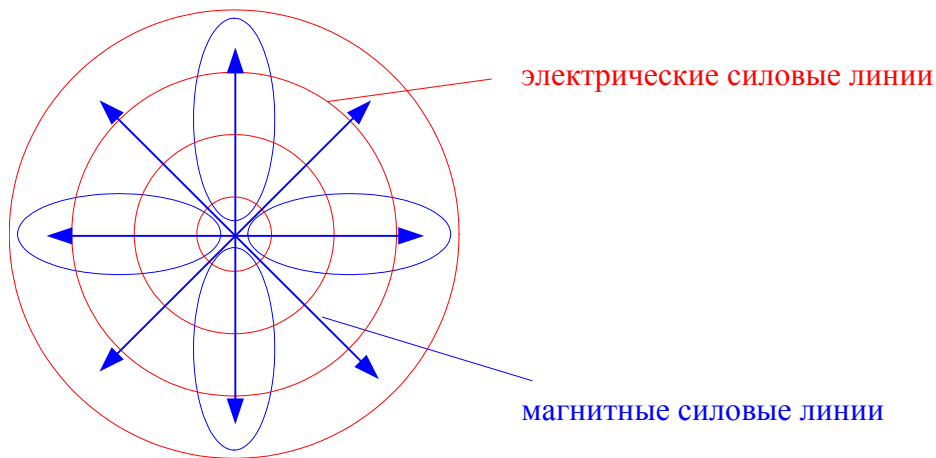 электрические силовые линии
магнитные силовые линии